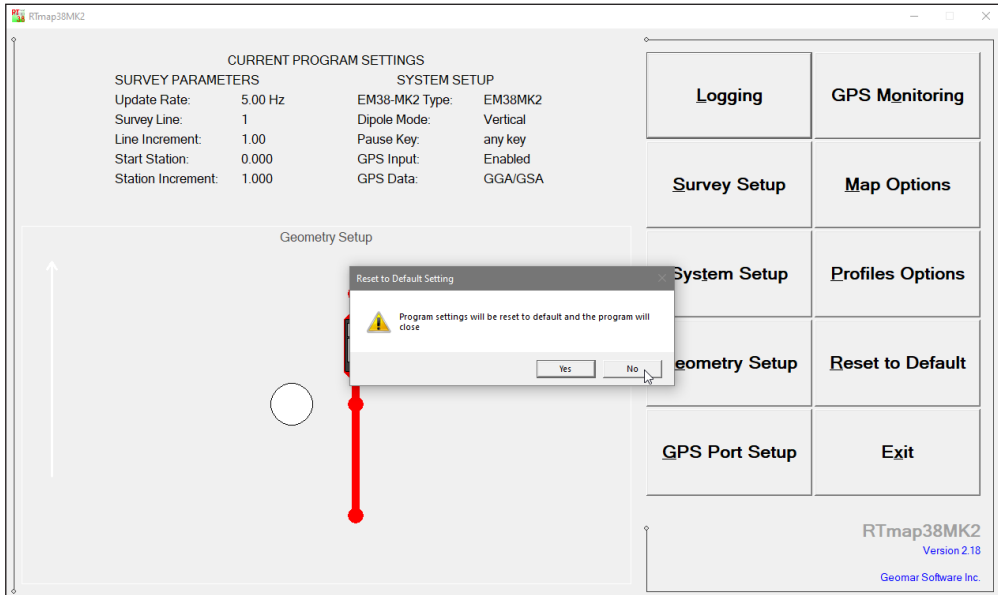 RTmap38MK2
CURRENT PROGRAM SETTINGS
SURVEY PARAMETERS
Update Rate: 5.00 Hz
Survey Line: 1
Line Increment: 1.00
Start Station: 0.000
Station Increment: 1.000
SYSTEM SETUP
EM38-MK2 Type: EM38MK2
Dipole Mode: Vertical
Pause Key: any key
GPS Input: Enabled
GPS Data: GGA/GSA
Geometry Setup
Reset to Default Setting
Program settings will be reset to default and the program will
close
Yes
No
Logging
GPS Monitoring
Survey Setup
Map Options
System Setup
Profiles Options
eometry Setup
Reset to Default
GPS Port Setup
Exit
RTmap38MK2
Version 2.18
Geomar Software Inc.